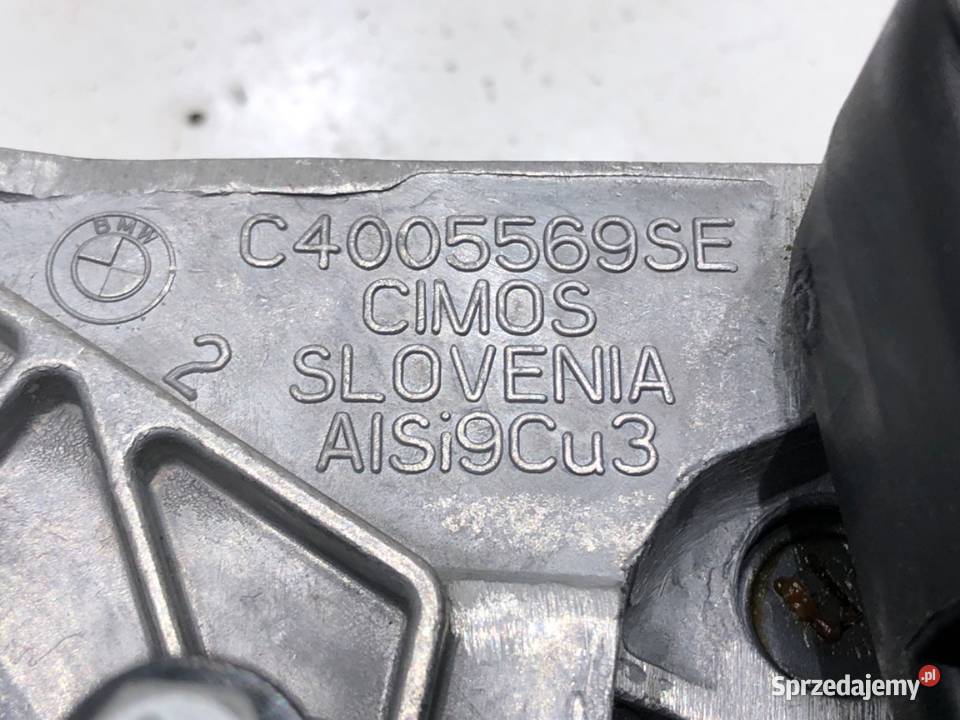 BMW
C4005569SE
CIMOS
2 SLOVENIA
AlSi9Cu3
Sprzedajemy.pl